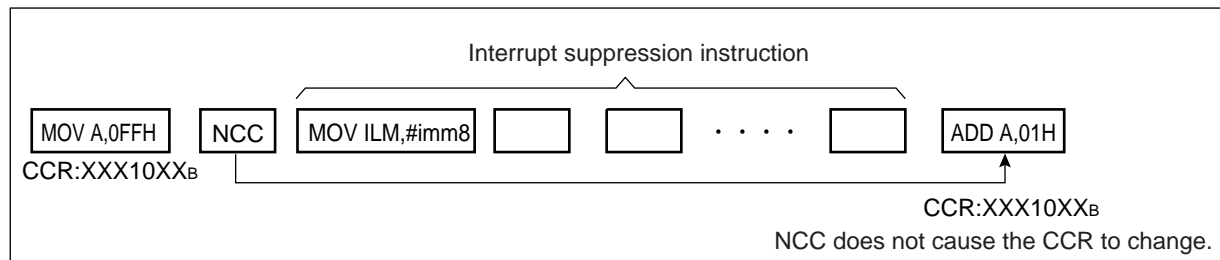 Interrupt suppression instruction
MOV A,0FFH NCC MOV ILM,#imm8 · · · · ADD A,01H
CCR:XXX10XXB
CCR:XXX10XXB
NCC does not cause the CCR to change.